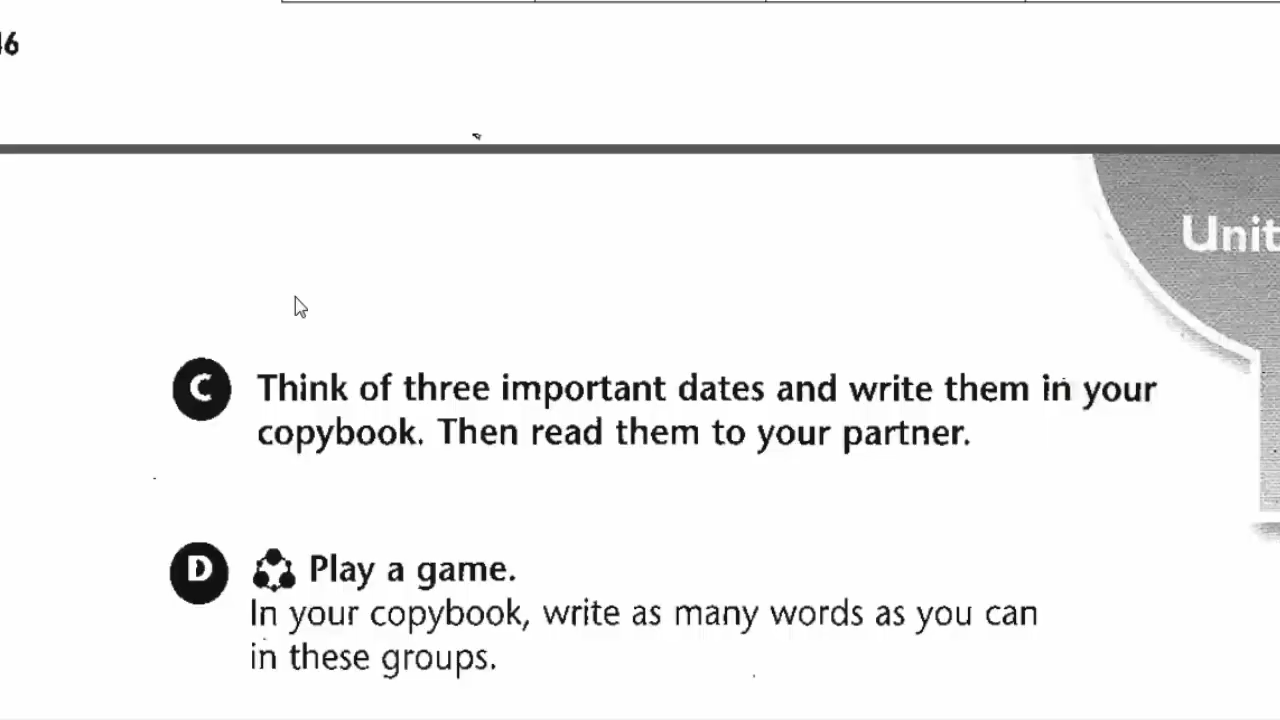 46
Unit
C Think of three important dates and write them in your
copybook. Then read them to your partner.
D Play a game.
In your copybook, write as many words as you can
in these groups.